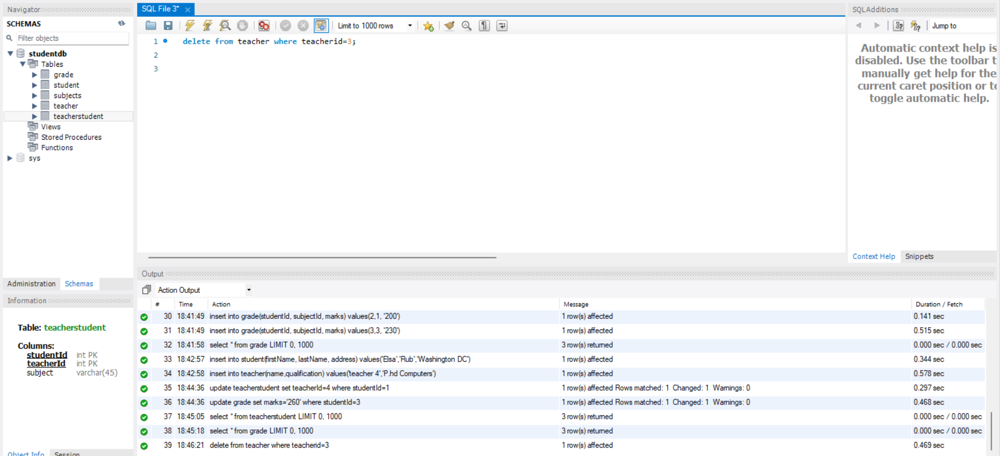 Navigator
SCHEMAS
Filter objects
studentdb
Tables
grade
student
subjects
teacher
teacherstudent
Views
Stored Procedures
Functions
sys
Administration Schemas
Information
Table: teacherstudent
Columns:
studentId int PK
teacherId int PK
subject varchar(45)
Object Info Session
SQL File 3*
Limit to 1000 rows
1 delete from teacher where teacherid=3;
2
3
Output
Action Output
# Time Action Message Duration / Fetch
30 18:41:49 insert into grade(studentId, subjectId, marks) values(2,1, '200') 1 row(s) affected 0.141 sec
31 18:41:49 insert into grade(studentId, subjectId, marks) values(3,3, '230') 1 row(s) affected 0.515 sec
32 18:41:58 select * from grade LIMIT 0, 1000 3 row(s) returned 0.000 sec / 0.000 sec
33 18:42:57 insert into student(firstName, lastName, address) values('Elsa','Rub','Washington DC') 1 row(s) affected 0.344 sec
34 18:42:58 insert into teacher(name,qualification) values('teacher 4','P.hd Computers') 1 row(s) affected 0.578 sec
35 18:44:36 update teacherstudent set teacherId=4 where studentId=1 1 row(s) affected Rows matched: 1 Changed: 1 Warnings: 0 0.297 sec
36 18:44:36 update grade set marks='260' where studentId=3 1 row(s) affected Rows matched: 1 Changed: 1 Warnings: 0 0.468 sec
37 18:45:05 select * from teacherstudent LIMIT 0, 1000 3 row(s) returned 0.000 sec / 0.000 sec
38 18:45:18 select * from grade LIMIT 0, 1000 3 row(s) returned 0.000 sec / 0.000 sec
39 18:46:21 delete from teacher where teacherid=3 1 row(s) affected 0.469 sec
SQLAdditions
Jump to
Automatic context help is
disabled. Use the toolbar t
manually get help for the
current caret position or to
toggle automatic help.
Context Help Snippets